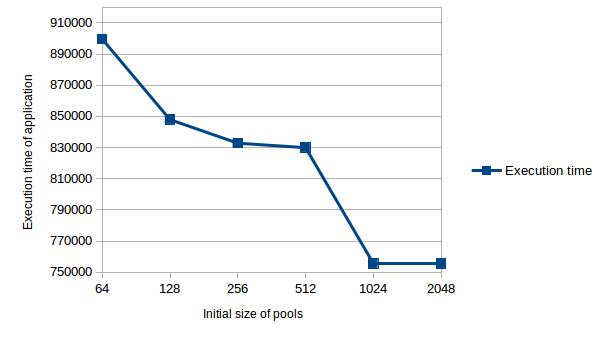 910000
890000
870000
850000
830000
810000
790000
770000
750000
Execution time of application
64 128 256 512 1024 2048
Initial size of pools
Execution time